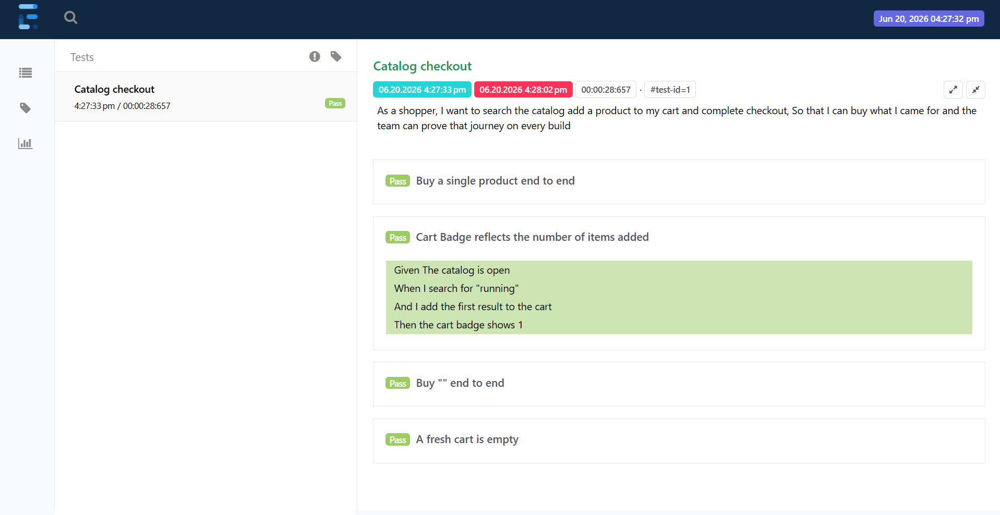 Jun 20, 2026 04:27:32 pm
Tests
Catalog checkout
4:27:33 pm / 00:00:28:657
Pass
Catalog checkout
06.20.2026 4:27:33 pm 06.20.2026 4:28:02 pm 00:00:28:657 · #test-id=1
As a shopper, I want to search the catalog add a product to my cart and complete checkout, So that I can buy what I came for and the
team can prove that journey on every build
Pass Buy a single product end to end
Pass Cart Badge reflects the number of items added
Given The catalog is open
When I search for "running"
And I add the first result to the cart
Then the cart badge shows 1
Pass Buy "" end to end
Pass A fresh cart is empty